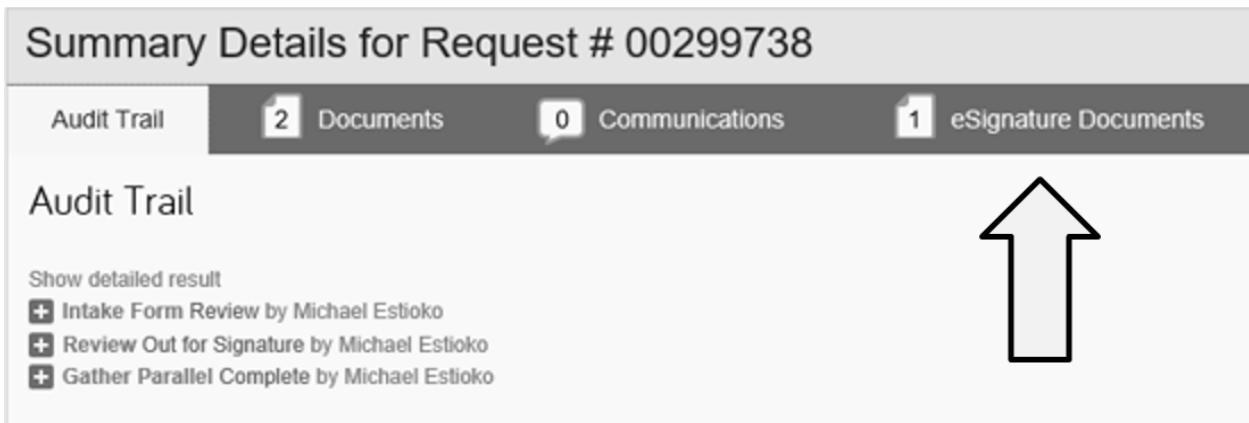 Summary Details for Request # 00299738
Audit Trail 2 Documents 0 Communications 1 eSignature Documents
Audit Trail
Show detailed result
Intake Form Review by Michael Estioko
Review Out for Signature by Michael Estioko
Gather Parallel Complete by Michael Estioko